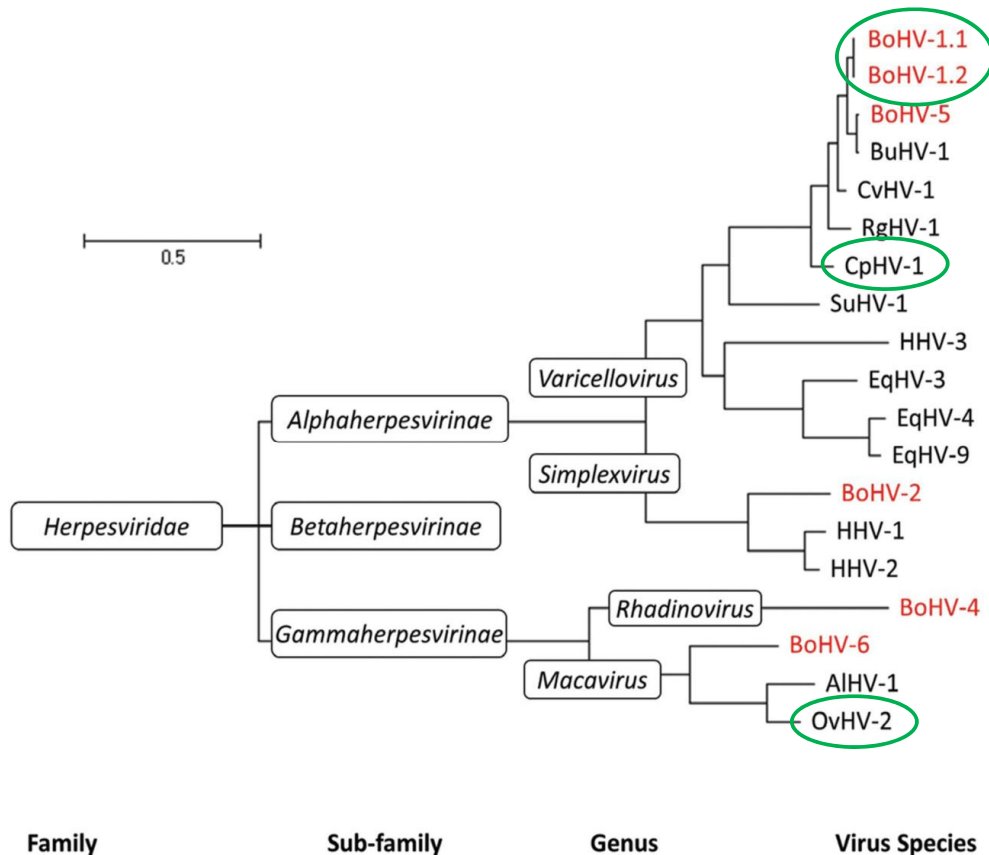 BoHV-1.1
BoHV-1.2
BoHV-5
BuHV-1
CvHV-1
RgHV-1
CpHV-1
SuHV-1
HHV-3
EqHV-3
EqHV-4
EqHV-9
BoHV-2
HHV-1
HHV-2
BoHV-4
BoHV-6
AlHV-1
OvHV-2
0.5
Varicellovirus
Alphaherpesvirinae
Simplexvirus
Herpesviridae
Betaherpesvirinae
Rhadinovirus
Gammaherpesvirinae
Macavirus
Family
Sub-family
Genus
Virus Species